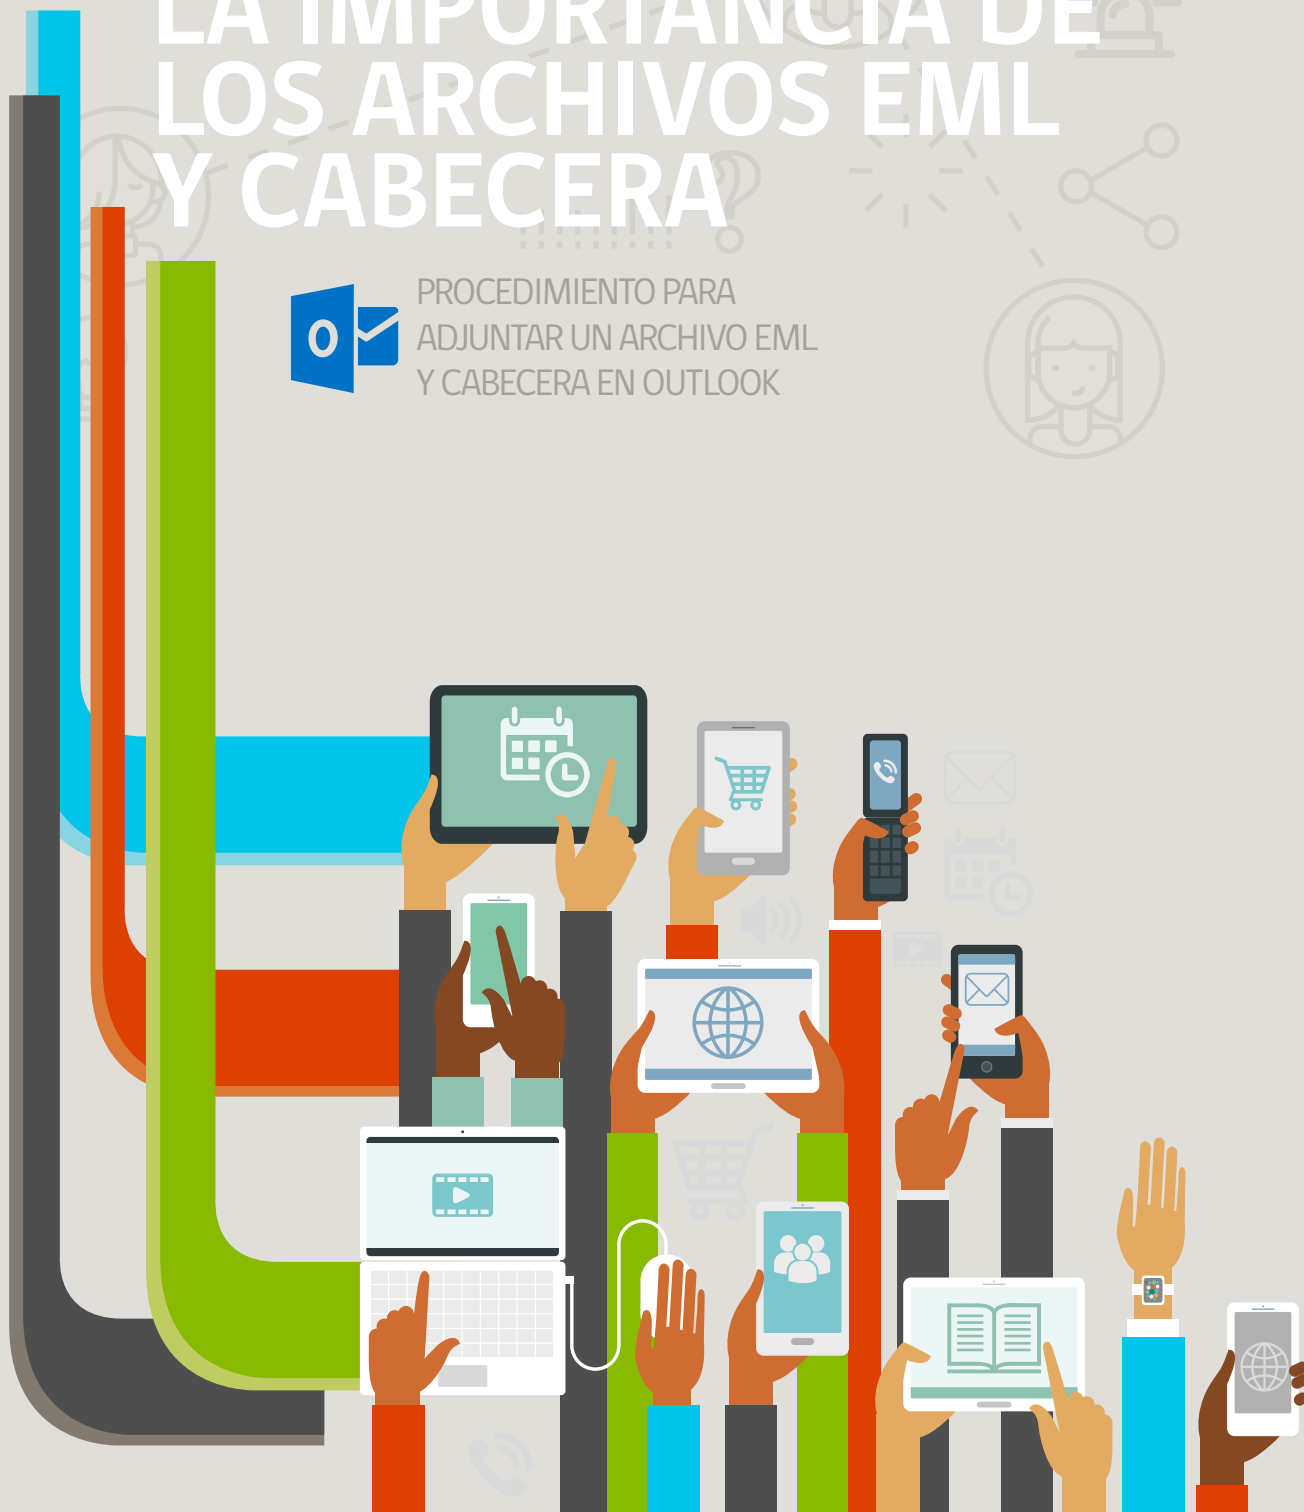 LA IMPORTANCIA DE
LOS ARCHIVOS EML
Y CABECERA
PROCEDIMIENTO PARA
ADJUNTAR UN ARCHIVO EML
Y CABECERA EN OUTLOOK